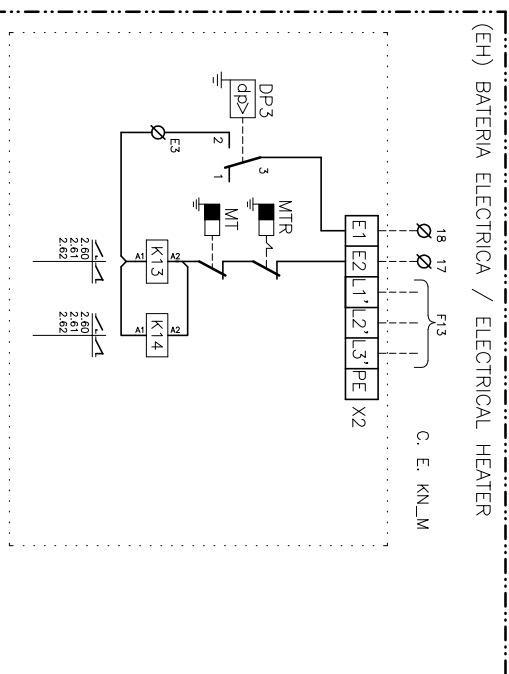 (EH) BATERIA ELECTRICA / ELECTRICAL HEATER
18 17 F13
C. E. KN_M
E1 E2 L1' L2' L3' PE X2
DP3
dp>
3
2 1
E3
MTR
MT
A2 A2
K13 K14
A1 A1
2.60 2.60
2.61 2.61
2.62 2.62